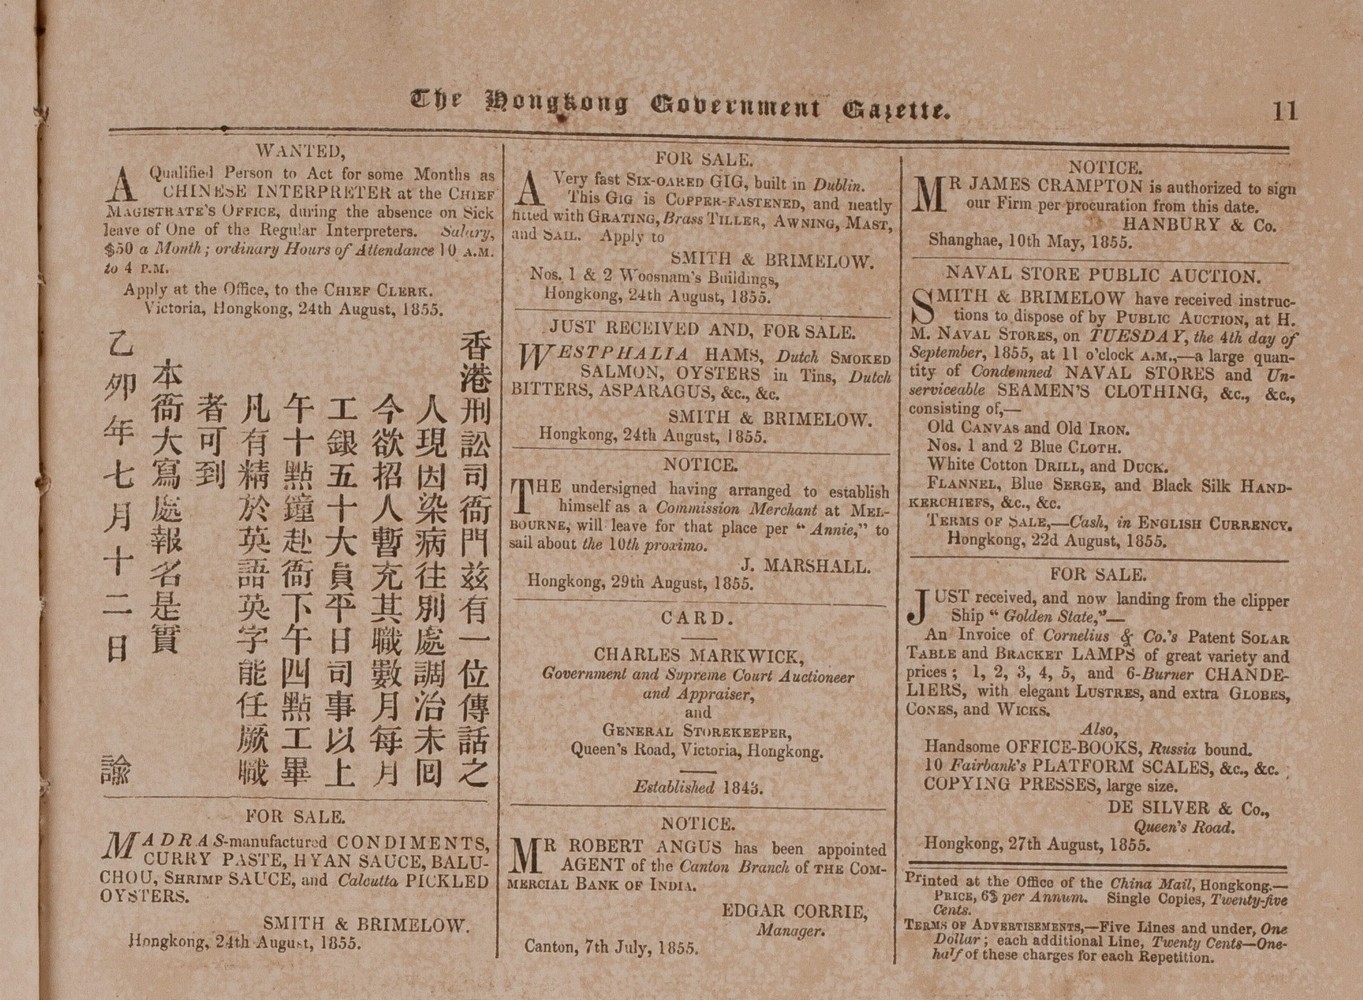 The Hongkong Government Gazette.
11
WANTED,
A Qualified Person to Act for some Months as
CHINESE INTERPRETER at the CHIEF
MAGISTRATE'S OFFICE, during the absence on Sick
leave of One of the Regular Interpreters. Salary,
$50 a Month; ordinary Hours of Attendance 10 A.M.
to 4 P.M.
Apply at the Office, to the CHIEF CLERK.
Victoria, Hongkong, 24th August, 1855.
香港刑訟司衙門茲有一位傳話之
人現因染病往別處調治未囘
今欲招人暫充其職數月每月
工銀五十大員平日司事以上
午十點鐘赴衙下午四點工畢
凡有精於英語英字能任厥職
者可到
本衙大寫處報名是實
乙卯年七月十二日 諭
FOR SALE.
MADRAS-manufactured CONDIMENTS,
CURRY PASTE, HYAN SAUCE, BALU-
CHOU, SHRIMP SAUCE, and Calcutta PICKLED
OYSTERS.
SMITH & BRIMELOW.
Hongkong, 24th August, 1855.
FOR SALE.
A Very fast SIX-OARED GIG, built in Dublin.
This GIG is COPPER-FASTENED, and neatly
fitted with GRATING, Brass TILLER, AWNING, MAST,
and SAIL. Apply to
SMITH & BRIMELOW.
Nos. 1 & 2 Woosnam's Buildings,
Hongkong, 24th August, 1855.
JUST RECEIVED AND, FOR SALE.
WESTPHALIA HAMS, Dutch SMOKED
SALMON, OYSTERS in Tins, Dutch
BITTERS, ASPARAGUS, &c., &c.
SMITH & BRIMELOW.
Hongkong, 24th August, 1855.
NOTICE.
THE undersigned having arranged to establish
himself as a Commission Merchant at MEL-
BOURNE, will leave for that place per "Annie," to
sail about the 10th proximo.
J. MARSHALL.
Hongkong, 29th August, 1855.
CARD.
CHARLES MARKWICK,
Government and Supreme Court Auctioneer
and Appraiser,
and
GENERAL STOREKEEPER,
Queen's Road, Victoria, Hongkong.
Established 1843.
NOTICE.
MR ROBERT ANGUS has been appointed
AGENT of the Canton Branch of THE COM-
MERCIAL BANK OF INDIA.
EDGAR CORRIE,
Manager.
Canton, 7th July, 1855.
NOTICE.
MR JAMES CRAMPTON is authorized to sign
our Firm per procuration from this date.
HANBURY & Co.
Shanghae, 10th May, 1855.
NAVAL STORE PUBLIC AUCTION.
SMITH & BRIMELOW have received instruc-
tions to dispose of by PUBLIC AUCTION, at H.
M. NAVAL STORES, on TUESDAY, the 4th day of
September, 1855, at 11 o'clock A.M.,—a large quan-
tity of Condemned NAVAL STORES and Un-
serviceable SEAMEN'S CLOTHING, &c., &c.,
consisting of,—
Old CANVAS and Old IRON.
Nos. 1 and 2 Blue CLOTH.
White Cotton DRILL, and DUCK.
FLANNEL, Blue SERGE, and Black Silk HAND-
KERCHIEFS, &c., &c.
TERMS OF SALE,—Cash, in ENGLISH CURRENCY.
Hongkong, 22d August, 1855.
FOR SALE.
JUST received, and now landing from the clipper
Ship "Golden State,"—
An Invoice of Cornelius & Co.'s Patent SOLAR
TABLE and BRACKET LAMPS of great variety and
prices; 1, 2, 3, 4, 5, and 6-Burner CHANDE-
LIERS, with elegant LUSTRES, and extra GLOBES,
CONES, and WICKS.
Also,
Handsome OFFICE-BOOKS, Russia bound.
10 Fairbank's PLATFORM SCALES, &c., &c.
COPYING PRESSES, large size.
DE SILVER & Co.,
Queen's Road.
Hongkong, 27th August, 1855.
Printed at the Office of the China Mail, Hongkong.—
PRICE, 6$ per Annum. Single Copies, Twenty-five
Cents.
TERMS OF ADVERTISEMENTS,—Five Lines and under, One
Dollar; each additional Line, Twenty Cents—One-
half of these charges for each Repetition.